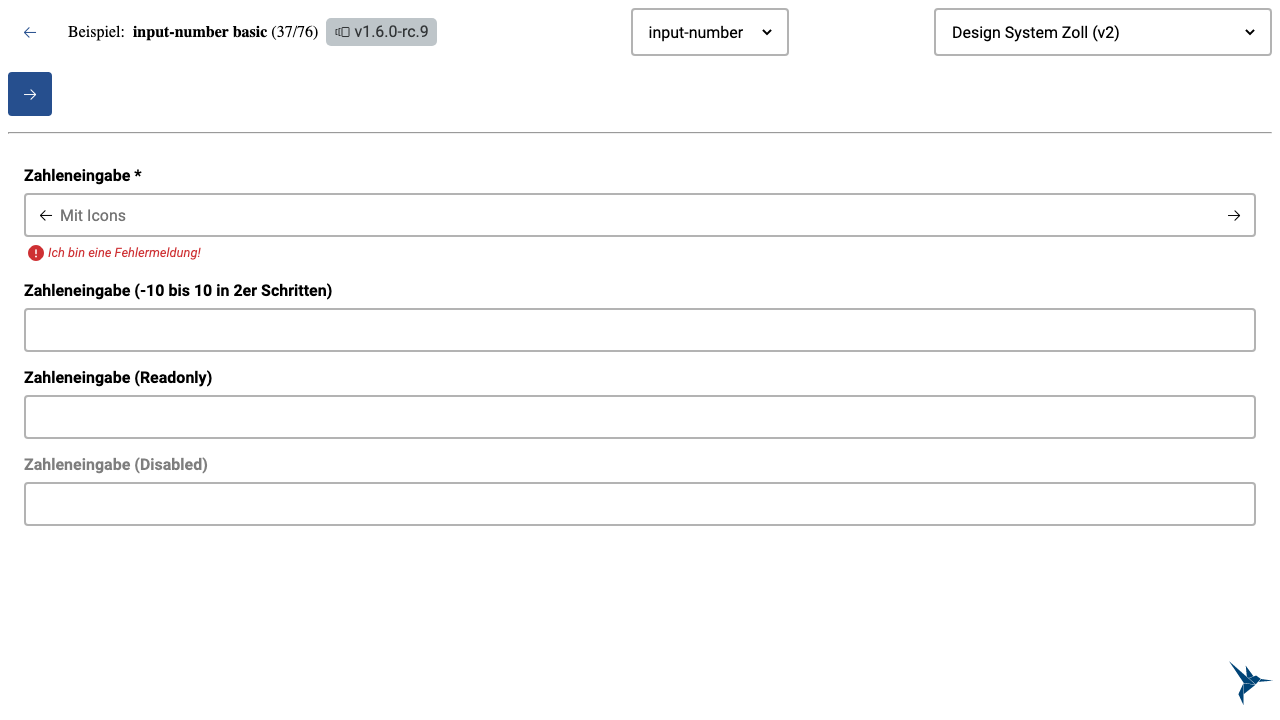 Beispiel: input-number basic (37/76) v1.6.0-rc.9 input-number Design System Zoll (v2)
Zahleneingabe *
Mit Icons
Ich bin eine Fehlermeldung!
Zahleneingabe (-10 bis 10 in 2er Schritten)
Zahleneingabe (Readonly)
Zahleneingabe (Disabled)